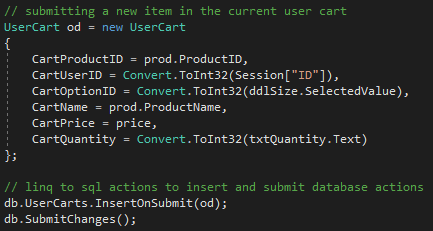 // submitting a new item in the current user cart
UserCart od = new UserCart
{
CartProductID = prod.ProductID,
CartUserID = Convert.ToInt32(Session["ID"]),
CartOptionID = Convert.ToInt32(ddlSize.SelectedValue),
CartName = prod.ProductName,
CartPrice = price,
CartQuantity = Convert.ToInt32(txtQuantity.Text)
};
// linq to sql actions to insert and submit database actions
db.UserCarts.InsertOnSubmit(od);
db.SubmitChanges();